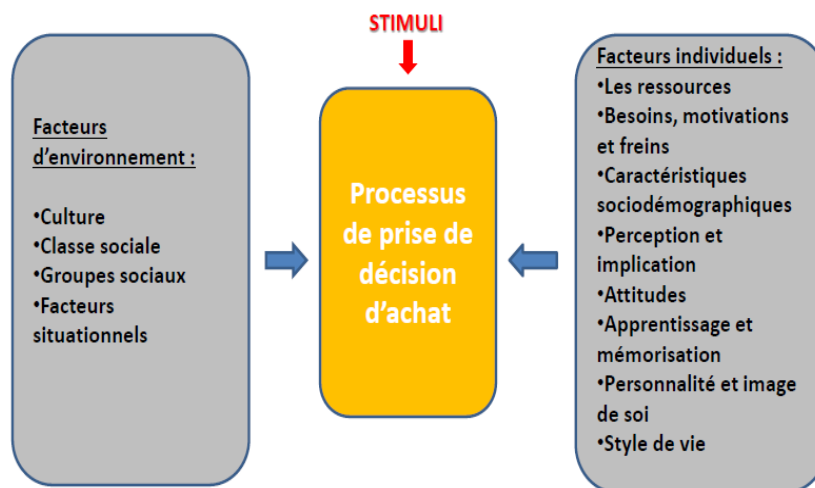 STIMULI
Facteurs
d’environnement :
•Culture
•Classe sociale
•Groupes sociaux
•Facteurs
situationnels
Processus
de prise de
décision
d’achat
Facteurs individuels :
•Les ressources
•Besoins, motivations
et freins
•Caractéristiques
sociodémographiques
•Perception et
implication
•Attitudes
•Apprentissage et
mémorisation
•Personnalité et image
de soi
•Style de vie